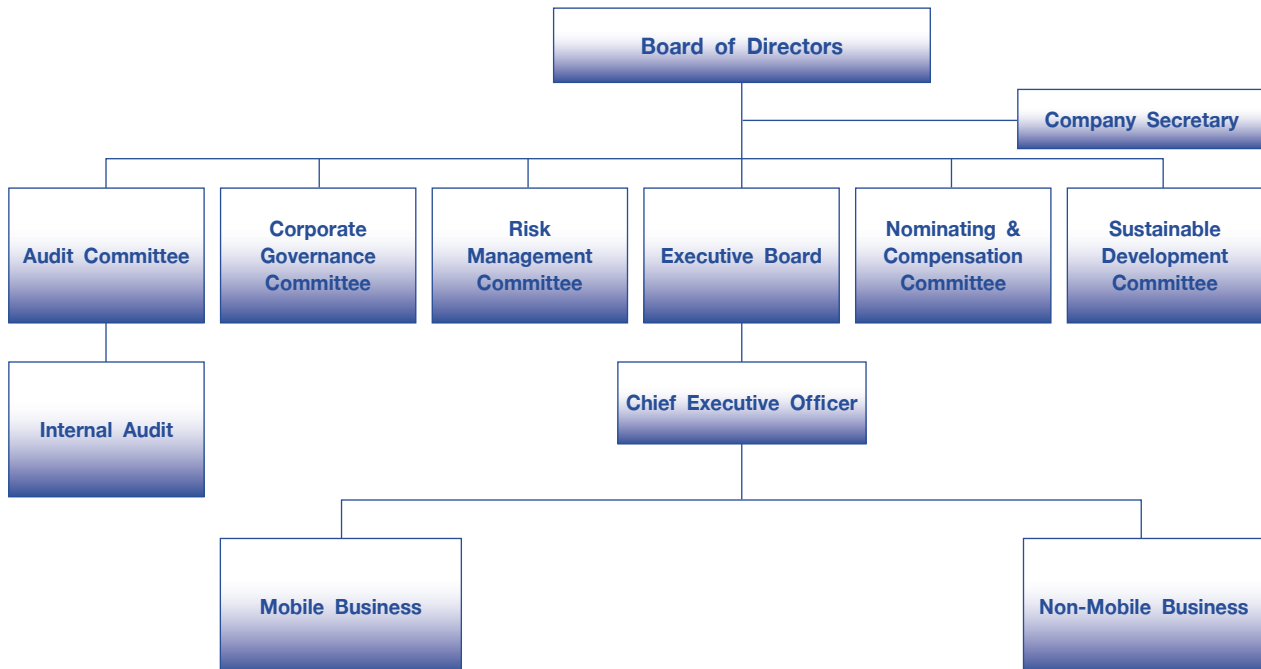 Board of Directors
Company Secretary
Audit Committee
Corporate
Governance
Committee
Risk
Management
Committee
Executive Board
Nominating &
Compensation
Committee
Sustainable
Development
Committee
Internal Audit
Chief Executive Officer
Mobile Business
Non-Mobile Business